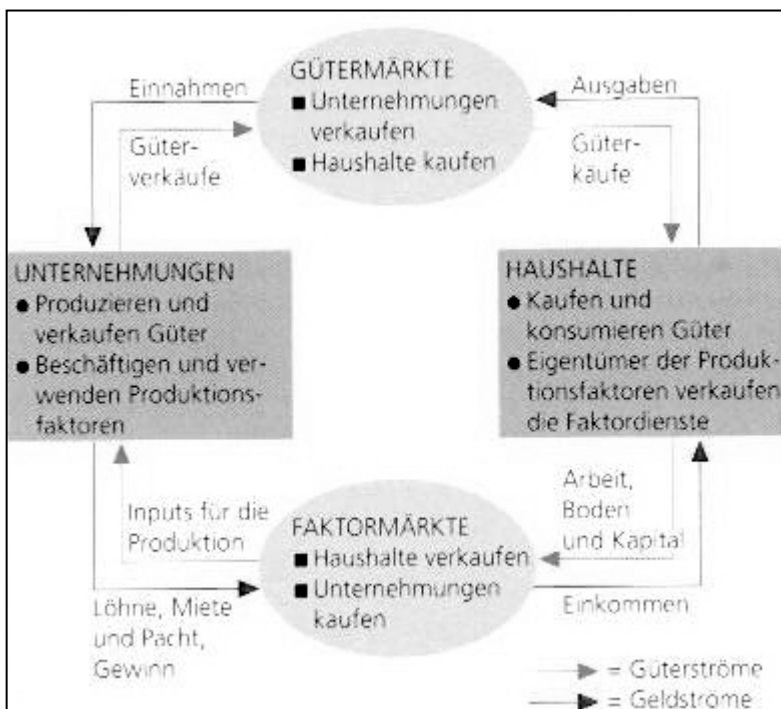 GÜTERMÄRKTE
■ Unternehmungen
verkaufen
■ Haushalte kaufen
Einnahmen
Ausgaben
Güter-
verkäufe
Güter-
käufe
UNTERNEHMUNGEN
● Produzieren und
verkaufen Güter
● Beschäftigen und ver-
wenden Produktions-
faktoren
HAUSHALTE
● Kaufen und
konsumieren Güter
● Eigentümer der Produk-
tionsfaktoren verkaufen
die Faktordienste
Inputs für die
Produktion
Arbeit,
Boden
und Kapital
FAKTORMÄRKTE
■ Haushalte verkaufen
■ Unternehmungen
kaufen
Löhne, Miete
und Pacht,
Gewinn
Einkommen
= Güterströme
= Geldströme